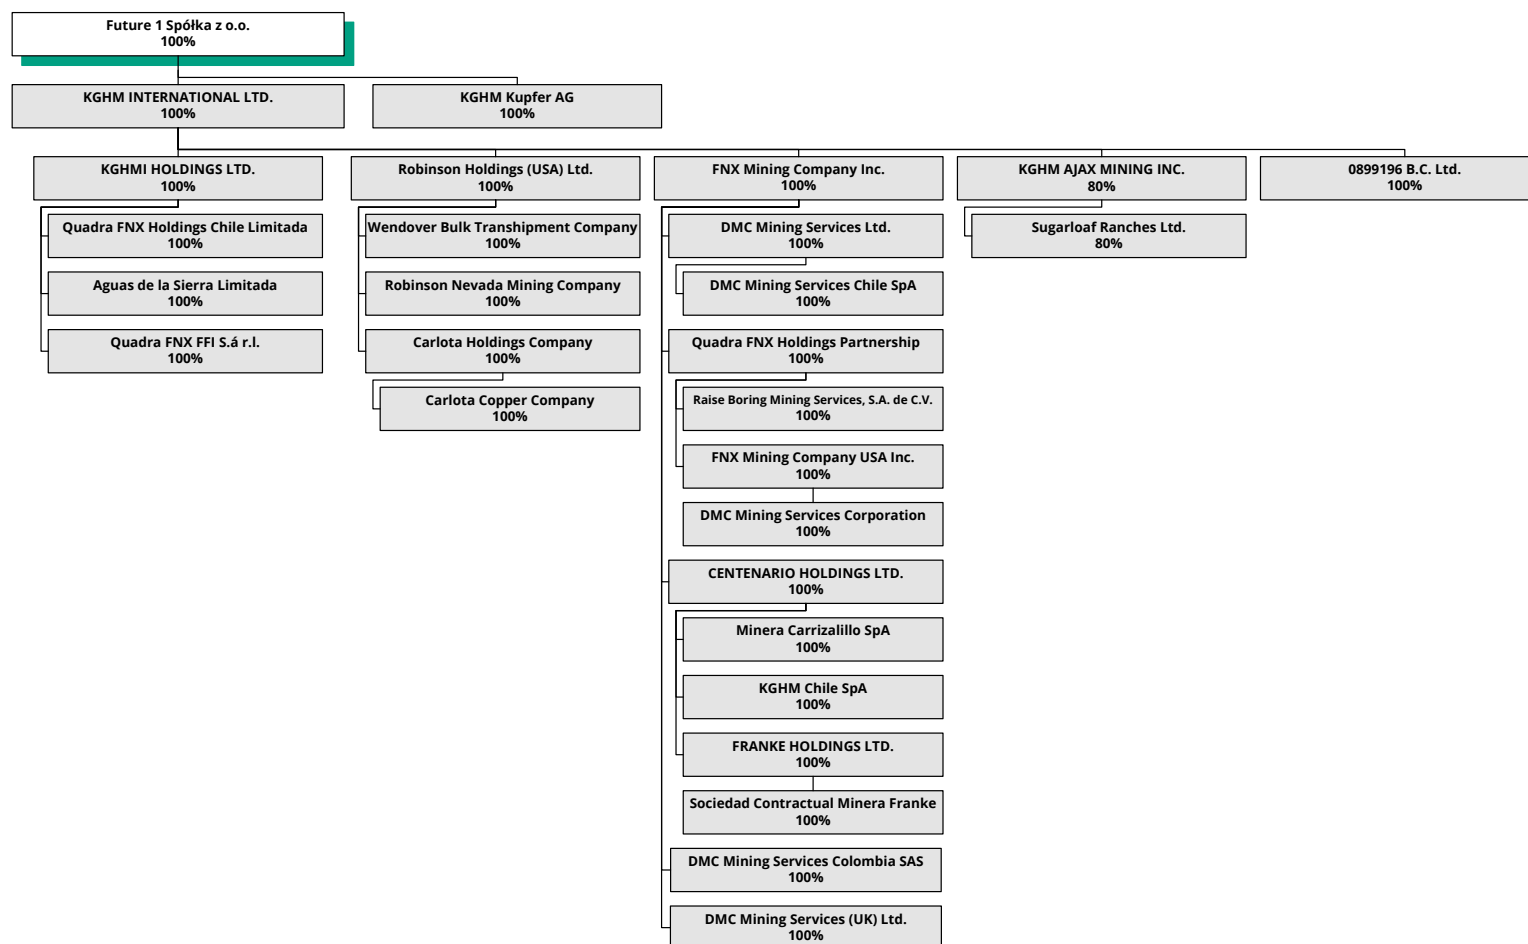 Future 1 Spółka z o.o.
100%
KGHM INTERNATIONAL LTD.
100%
KGHM Kupfer AG
100%
KGHMI HOLDINGS LTD.
100%
Robinson Holdings (USA) Ltd.
100%
FNX Mining Company Inc.
100%
KGHM AJAX MINING INC.
80%
0899196 B.C. Ltd.
100%
Quadra FNX Holdings Chile Limitada
100%
Aguas de la Sierra Limitada
100%
Quadra FNX FFI S.á r.l.
100%
Wendover Bulk Transhipment Company
100%
Robinson Nevada Mining Company
100%
Carlota Holdings Company
100%
Carlota Copper Company
100%
DMC Mining Services Ltd.
100%
DMC Mining Services Chile SpA
100%
Quadra FNX Holdings Partnership
100%
Raise Boring Mining Services, S.A. de C.V.
100%
FNX Mining Company USA Inc.
100%
DMC Mining Services Corporation
100%
CENTENARIO HOLDINGS LTD.
100%
Minera Carrizalillo SpA
100%
KGHM Chile SpA
100%
FRANKE HOLDINGS LTD.
100%
Sociedad Contractual Minera Franke
100%
DMC Mining Services Colombia SAS
100%
DMC Mining Services (UK) Ltd.
100%
Sugarloaf Ranches Ltd.
80%